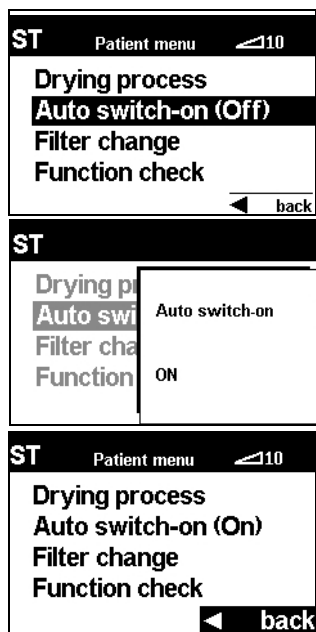 ST Patient menu 10
Drying process
Auto switch-on (Off)
Filter change
Function check
back
ST
Drying p
Auto swi
Filter cha
Function
Auto switch-on
ON
ST Patient menu 10
Drying process
Auto switch-on (On)
Filter change
Function check
back